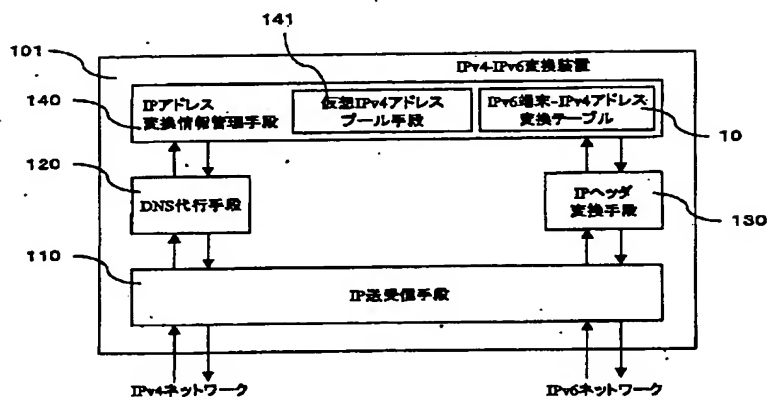 141
101
IPv4-IPv6変換装置
140
IPアドレス
変換情報管理手段
仮想IPv4アドレス
プール手段
IPv6端末-IPv4アドレス
変換テーブル
10
120
DNS代行手段
IPヘッダ
変換手段
130
110
IP送受信手段
IPv4ネットワーク
IPv6ネットワーク